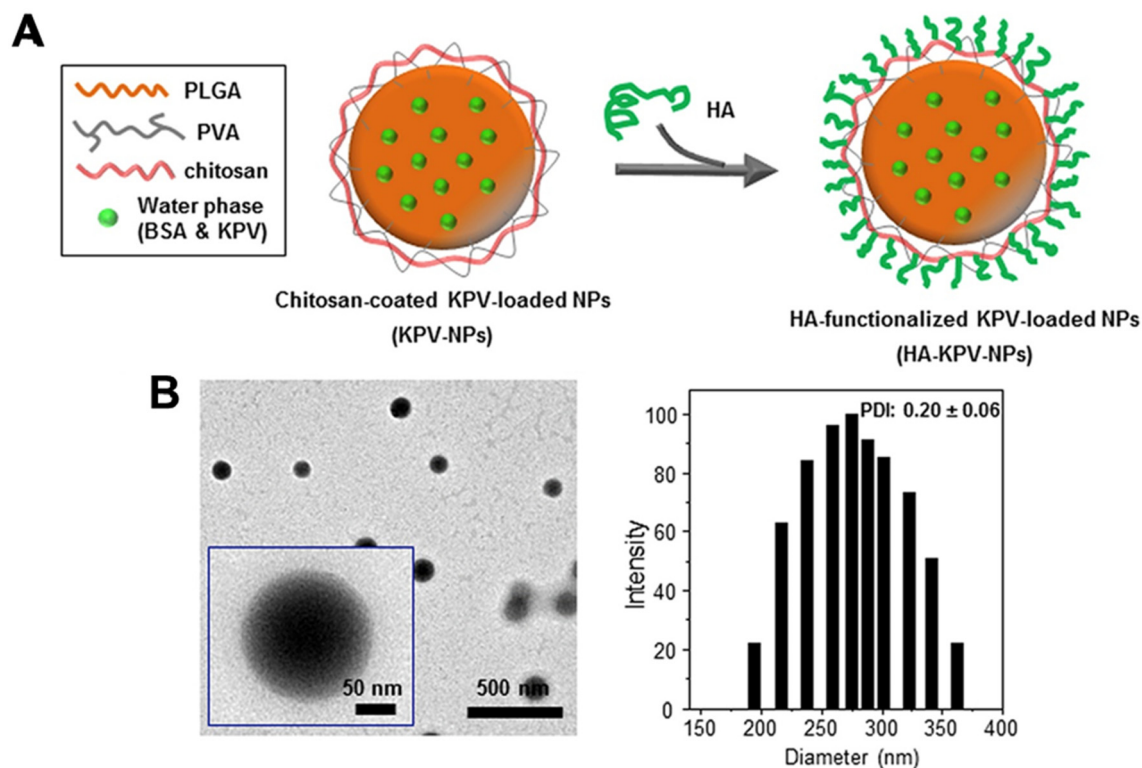 A
PLGA
PVA
chitosan
Water phase
(BSA & KPV)
HA
Chitosan-coated KPV-loaded NPs
(KPV-NPs)
HA-functionalized KPV-loaded NPs
(HA-KPV-NPs)
B
50 nm
500 nm
PDI: 0.20 ± 0.06
100
80
60
40
20
0
Intensity
150 200 250 300 350 400
Diameter (nm)